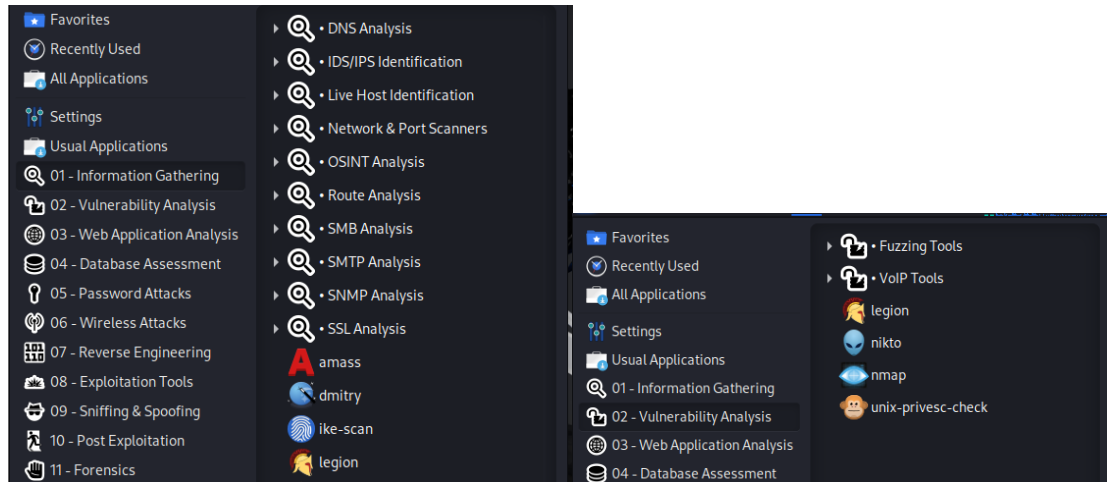 Favorites
Recently Used
All Applications
Settings
Usual Applications
01 - Information Gathering
02 - Vulnerability Analysis
03 - Web Application Analysis
04 - Database Assessment
05 - Password Attacks
06 - Wireless Attacks
07 - Reverse Engineering
08 - Exploitation Tools
09 - Sniffing & Spoofing
10 - Post Exploitation
11 - Forensics
• DNS Analysis
• IDS/IPS Identification
• Live Host Identification
• Network & Port Scanners
• OSINT Analysis
• Route Analysis
• SMB Analysis
• SMTP Analysis
• SNMP Analysis
• SSL Analysis
amass
dmitry
ike-scan
legion
Favorites
Recently Used
All Applications
Settings
Usual Applications
01 - Information Gathering
02 - Vulnerability Analysis
03 - Web Application Analysis
04 - Database Assessment
• Fuzzing Tools
• VoIP Tools
legion
nikto
nmap
unix-privesc-check